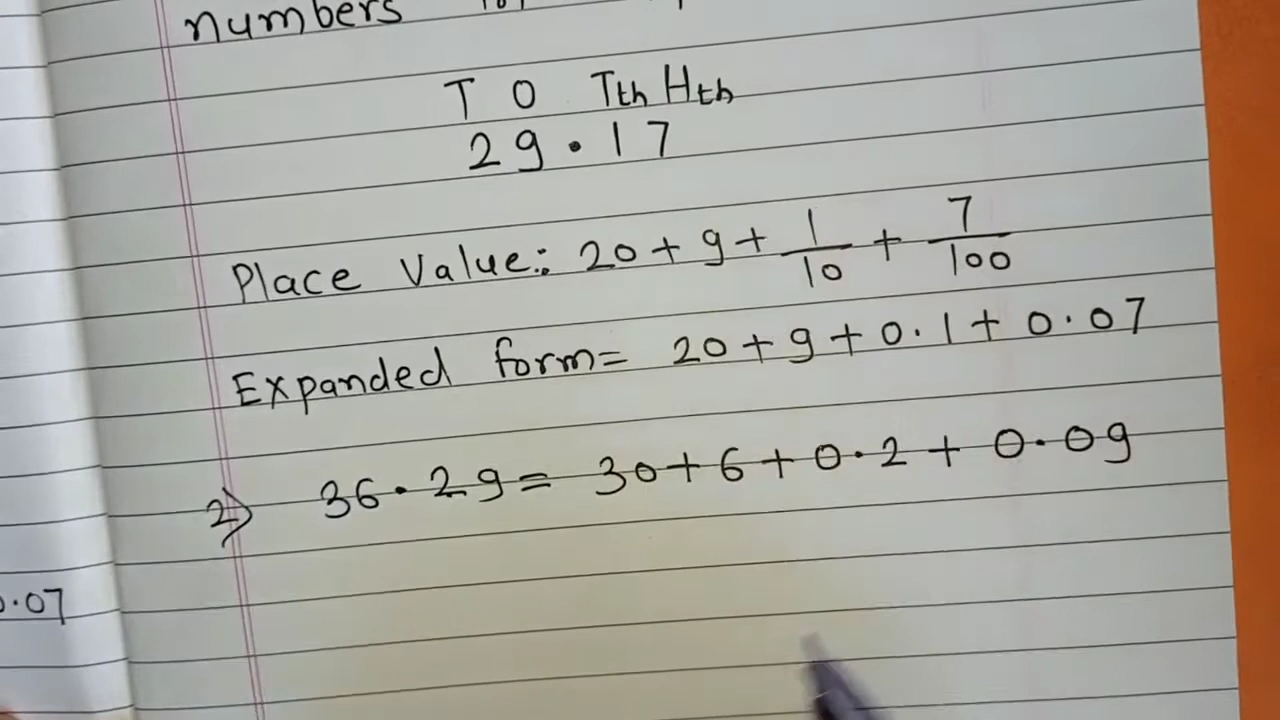 numbers
T O Tth Hth
29.17
Place Value: 20 + 9 + 1/10 + 7/100
Expanded form = 20 + 9 + 0.1 + 0.07
2) 36.29 = 30 + 6 + 0.2 + 0.09
.07